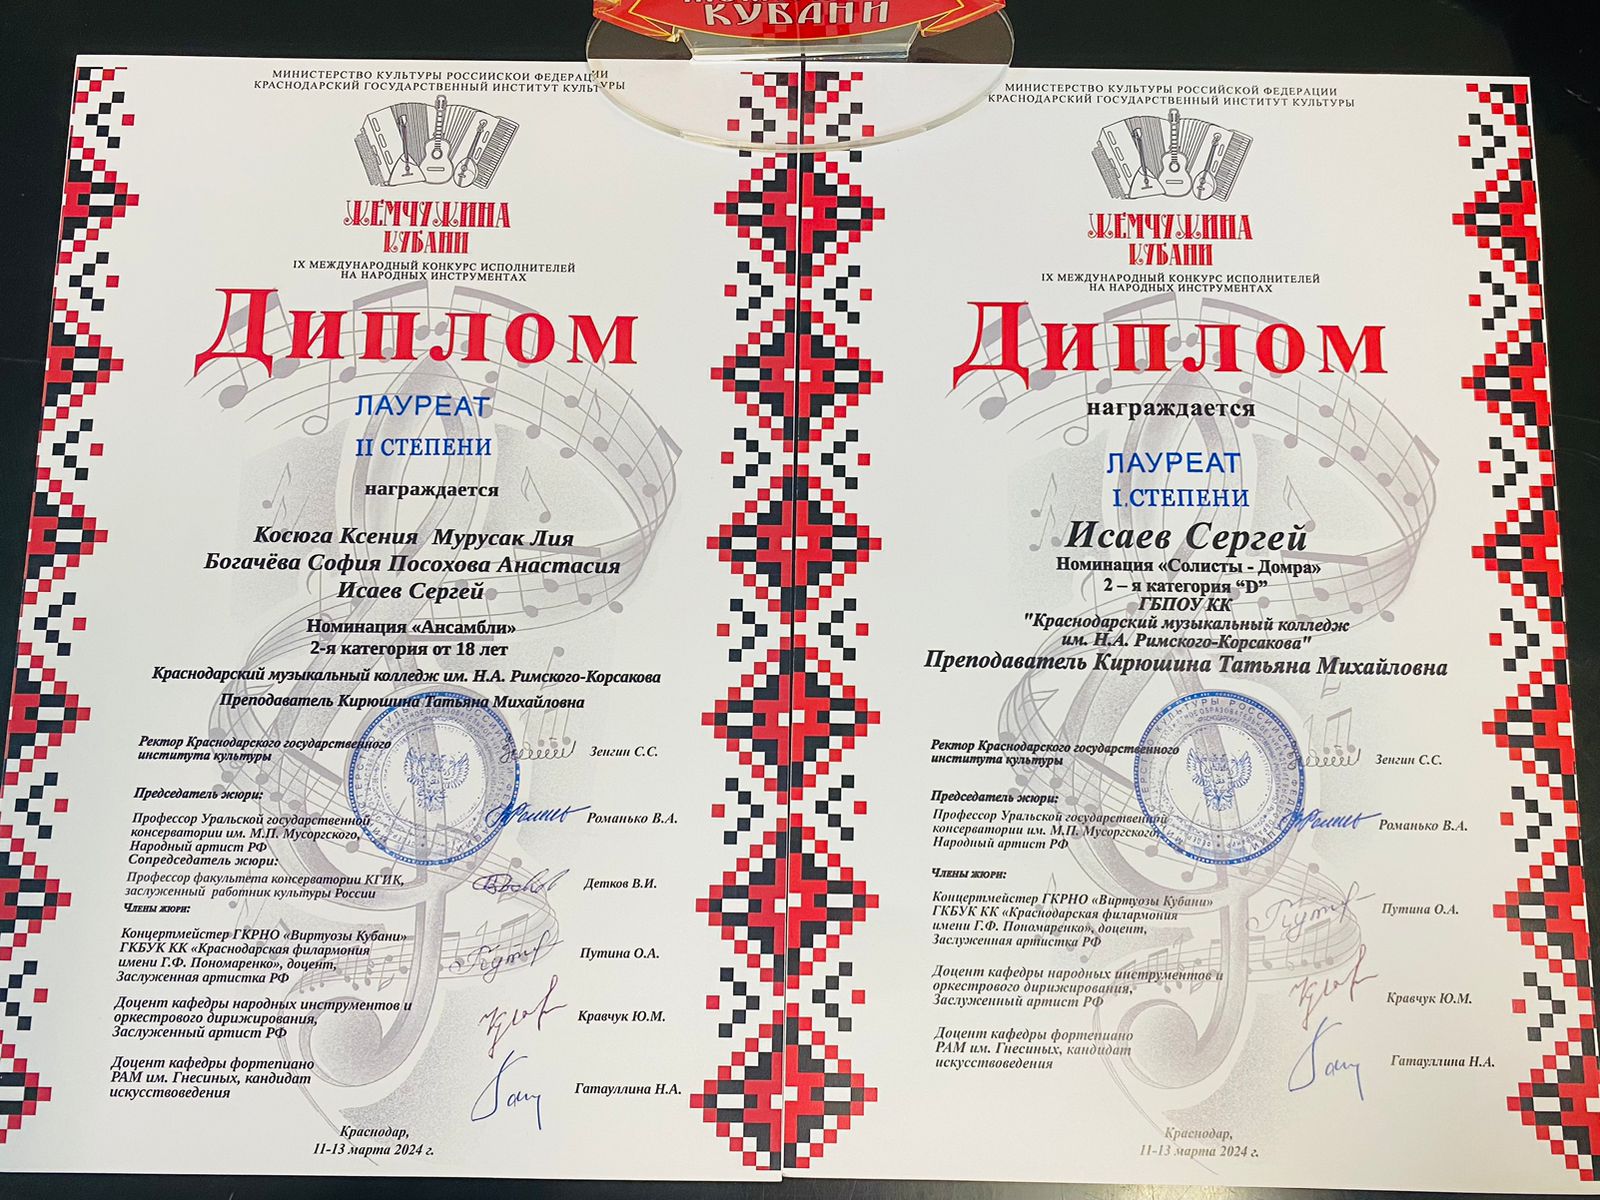 КУБАНИ
МИНИСТЕРСТВО КУЛЬТУРЫ РОССИЙСКОЙ ФЕДЕРАЦИИ
КРАСНОДАРСКИЙ ГОСУДАРСТВЕННЫЙ ИНСТИТУТ КУЛЬТУРЫ
ЖЕМЧУЖИНА
КУБАНИ
IX МЕЖДУНАРОДНЫЙ КОНКУРС ИСПОЛНИТЕЛЕЙ
НА НАРОДНЫХ ИНСТРУМЕНТАХ
Диплом
ЛАУРЕАТ
II СТЕПЕНИ
награждается
Косюга Ксения Мурусак Лия
Богачёва София Посохова Анастасия
Исаев Сергей
Номинация «Ансамбли»
2-я категория от 18 лет
Краснодарский музыкальный колледж им. Н.А. Римского-Корсакова
Преподаватель Кирюшина Татьяна Михайловна
Ректор Краснодарского государственного
института культуры
Зенгин С.С.
Председатель жюри:
Профессор Уральской государственной
консерватории им. М.П. Мусоргского,
Народный артист РФ
Романько В.А.
Сопредседатель жюри:
Профессор факультета консерватории КГИК,
заслуженный работник культуры России
Детков В.И.
Члены жюри:
Концертмейстер ГКРНО «Виртуозы Кубани»
ГКБУК КК «Краснодарская филармония
имени Г.Ф. Пономаренко», доцент,
Заслуженная артистка РФ
Путина О.А.
Доцент кафедры народных инструментов и
оркестрового дирижирования,
Заслуженный артист РФ
Кравчук Ю.М.
Доцент кафедры фортепиано
РАМ им. Гнесиных, кандидат
искусствоведения
Гатауллина Н.А.
Краснодар,
11-13 марта 2024 г.
МИНИСТЕРСТВО КУЛЬТУРЫ РОССИЙСКОЙ ФЕДЕРАЦИИ
КРАСНОДАРСКИЙ ГОСУДАРСТВЕННЫЙ ИНСТИТУТ КУЛЬТУРЫ
ЖЕМЧУЖИНА
КУБАНИ
IX МЕЖДУНАРОДНЫЙ КОНКУРС ИСПОЛНИТЕЛЕЙ
НА НАРОДНЫХ ИНСТРУМЕНТАХ
Диплом
награждается
ЛАУРЕАТ
I.СТЕПЕНИ
Исаев Сергей
Номинация «Солисты - Домра»
2 – я категория “D”
ГБПОУ КК
"Краснодарский музыкальный колледж
им. Н.А. Римского-Корсакова"
Преподаватель Кирюшина Татьяна Михайловна
Ректор Краснодарского государственного
института культуры
Зенгин С.С.
Председатель жюри:
Профессор Уральской государственной
консерватории им. М.П. Мусоргского,
Народный артист РФ
Романько В.А.
Члены жюри:
Концертмейстер ГКРНО «Виртуозы Кубани»
ГКБУК КК «Краснодарская филармония
имени Г.Ф. Пономаренко», доцент,
Заслуженная артистка РФ
Путина О.А.
Доцент кафедры народных инструментов и
оркестрового дирижирования,
Заслуженный артист РФ
Кравчук Ю.М.
Доцент кафедры фортепиано
РАМ им. Гнесиных, кандидат
искусствоведения
Гатауллина Н.А.
Краснодар,
11-13 марта 2024 г.